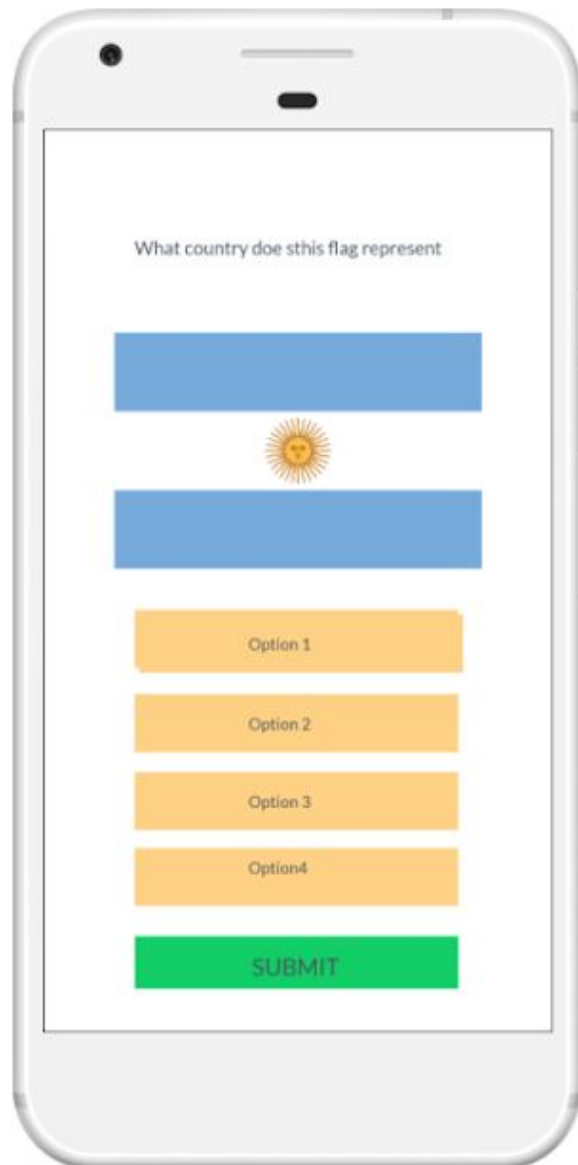 What country doe sthis flag represent
Option 1
Option 2
Option 3
Option4
SUBMIT